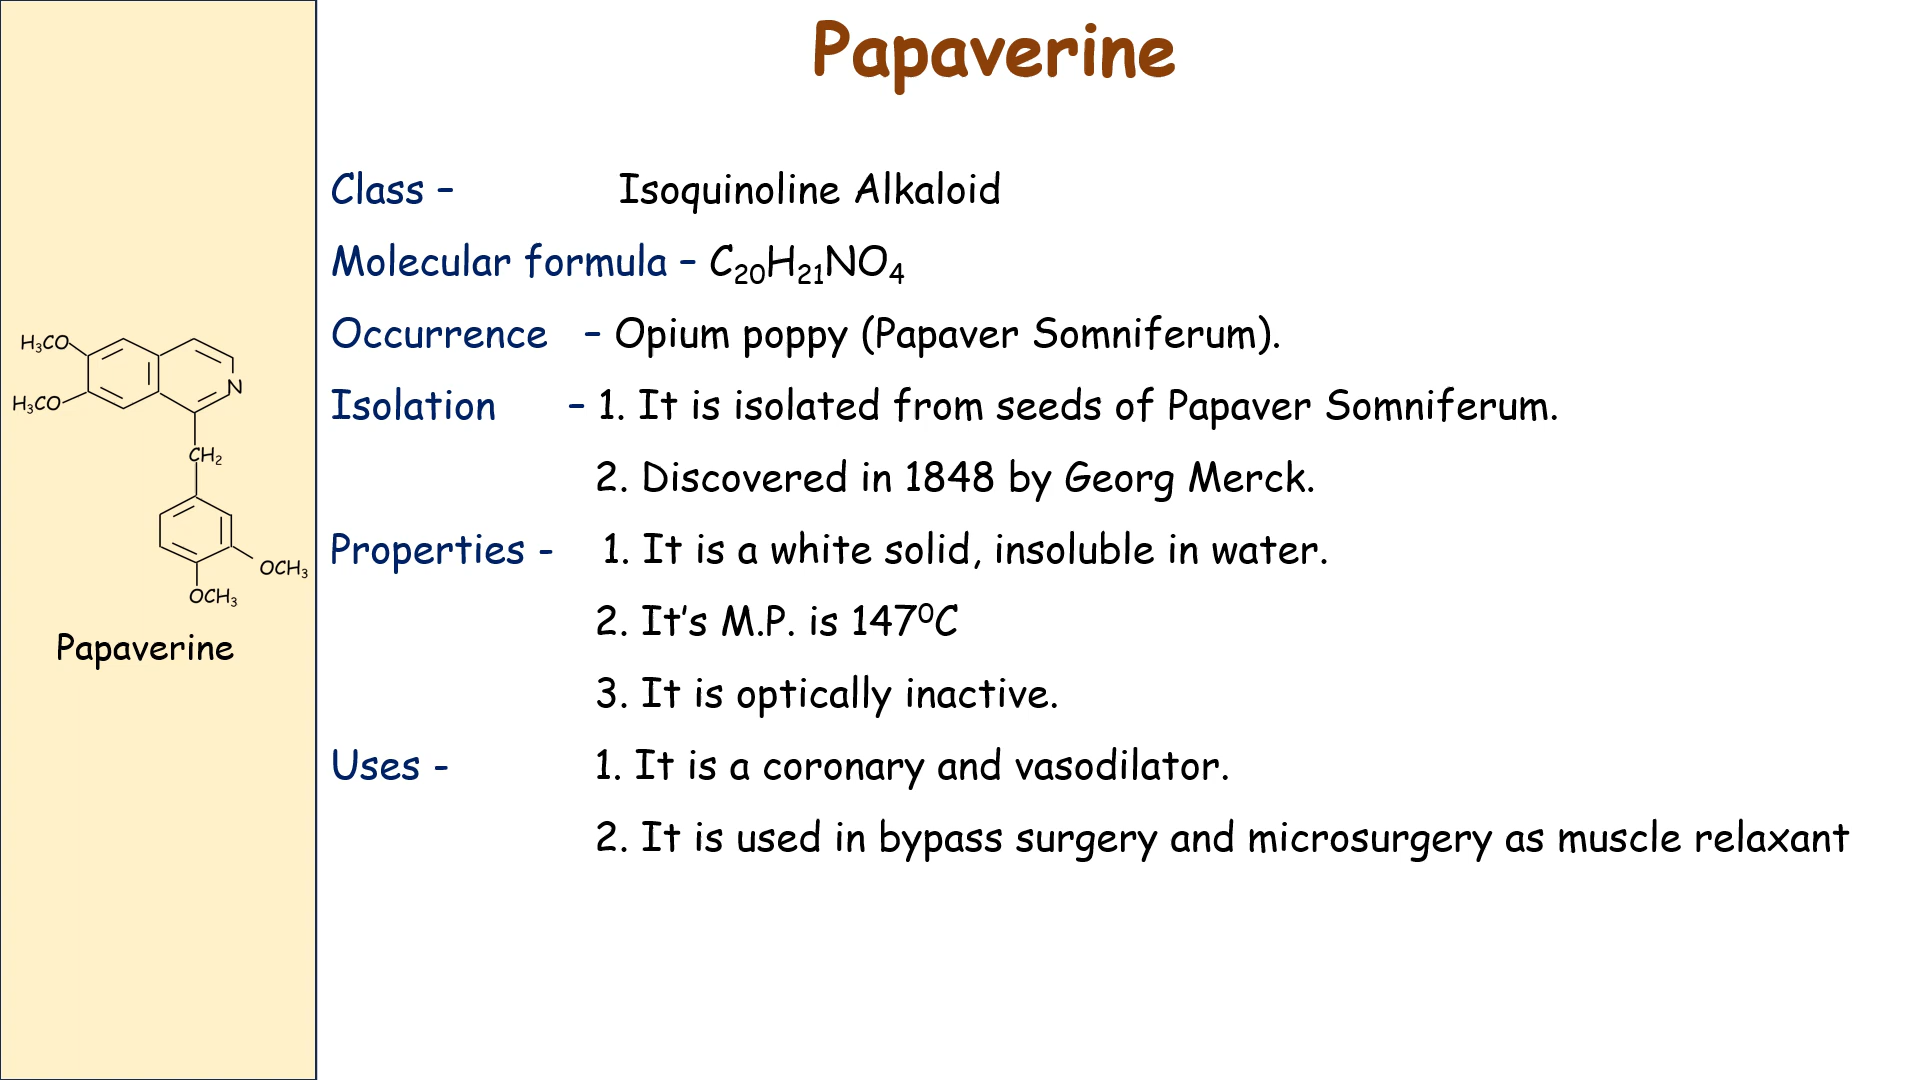 Papaverine
Class – Isoquinoline Alkaloid
Molecular formula – C₂₀H₂₁NO₄
Occurrence – Opium poppy (Papaver Somniferum).
Isolation – 1. It is isolated from seeds of Papaver Somniferum.
2. Discovered in 1848 by Georg Merck.
Properties - 1. It is a white solid, insoluble in water.
2. It’s M.P. is 147⁰C
3. It is optically inactive.
Uses - 1. It is a coronary and vasodilator.
2. It is used in bypass surgery and microsurgery as muscle relaxant
H₃CO
N
H₃CO
CH₂
OCH₃
OCH₃
Papaverine